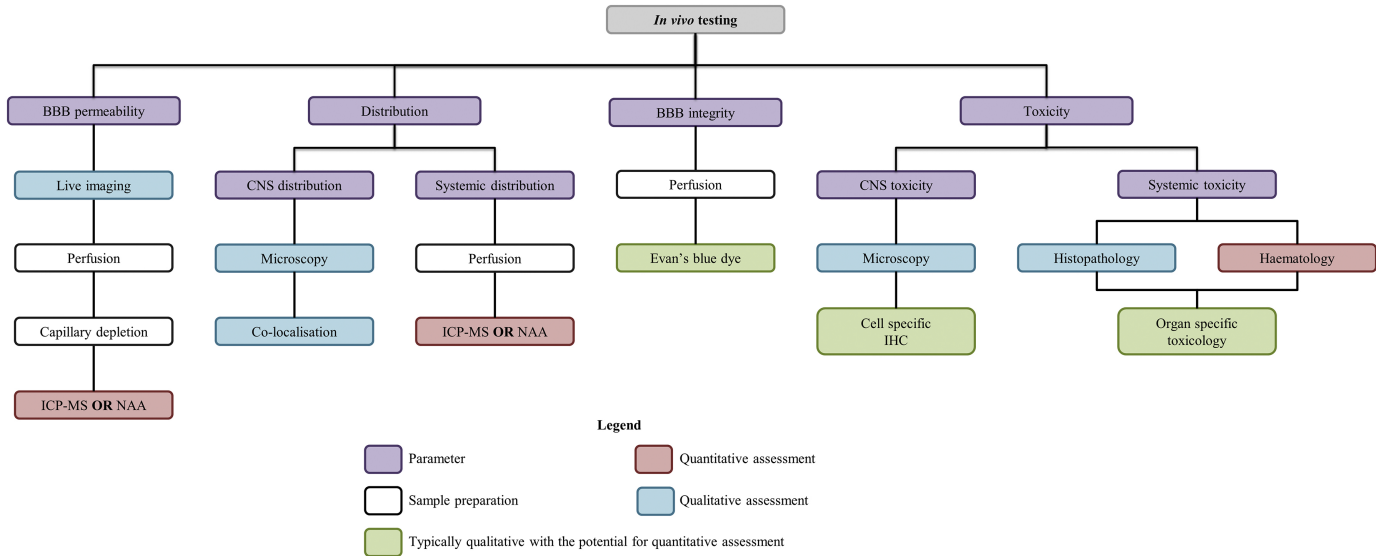 In vivo testing
BBB permeability
Distribution
BBB integrity
Toxicity
Live imaging
CNS distribution
Systemic distribution
Perfusion
CNS toxicity
Systemic toxicity
Perfusion
Microscopy
Perfusion
Evan's blue dye
Microscopy
Histopathology
Haematology
Capillary depletion
Co-localisation
ICP-MS OR NAA
Cell specific
IHC
Organ specific
toxicology
ICP-MS OR NAA
Legend
Parameter
Quantitative assessment
Sample preparation
Qualitative assessment
Typically qualitative with the potential for quantitative assessment